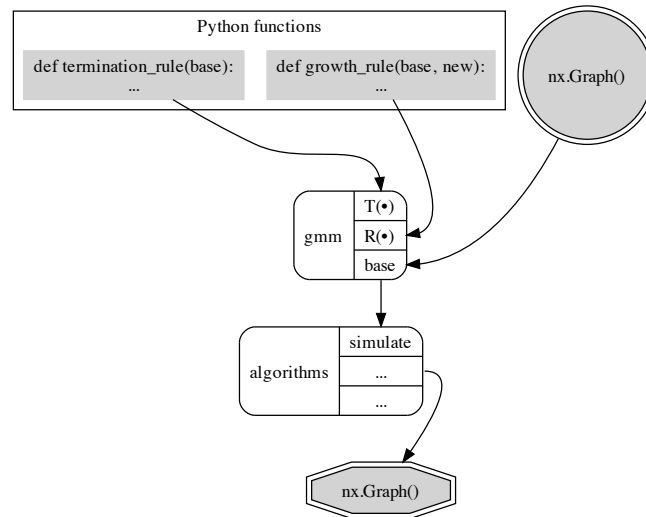 Python functions
def termination_rule(base):
...
def growth_rule(base, new):
...
nx.Graph()
gmm
T(•)
R(•)
base
algorithms
simulate
...
...
nx.Graph()